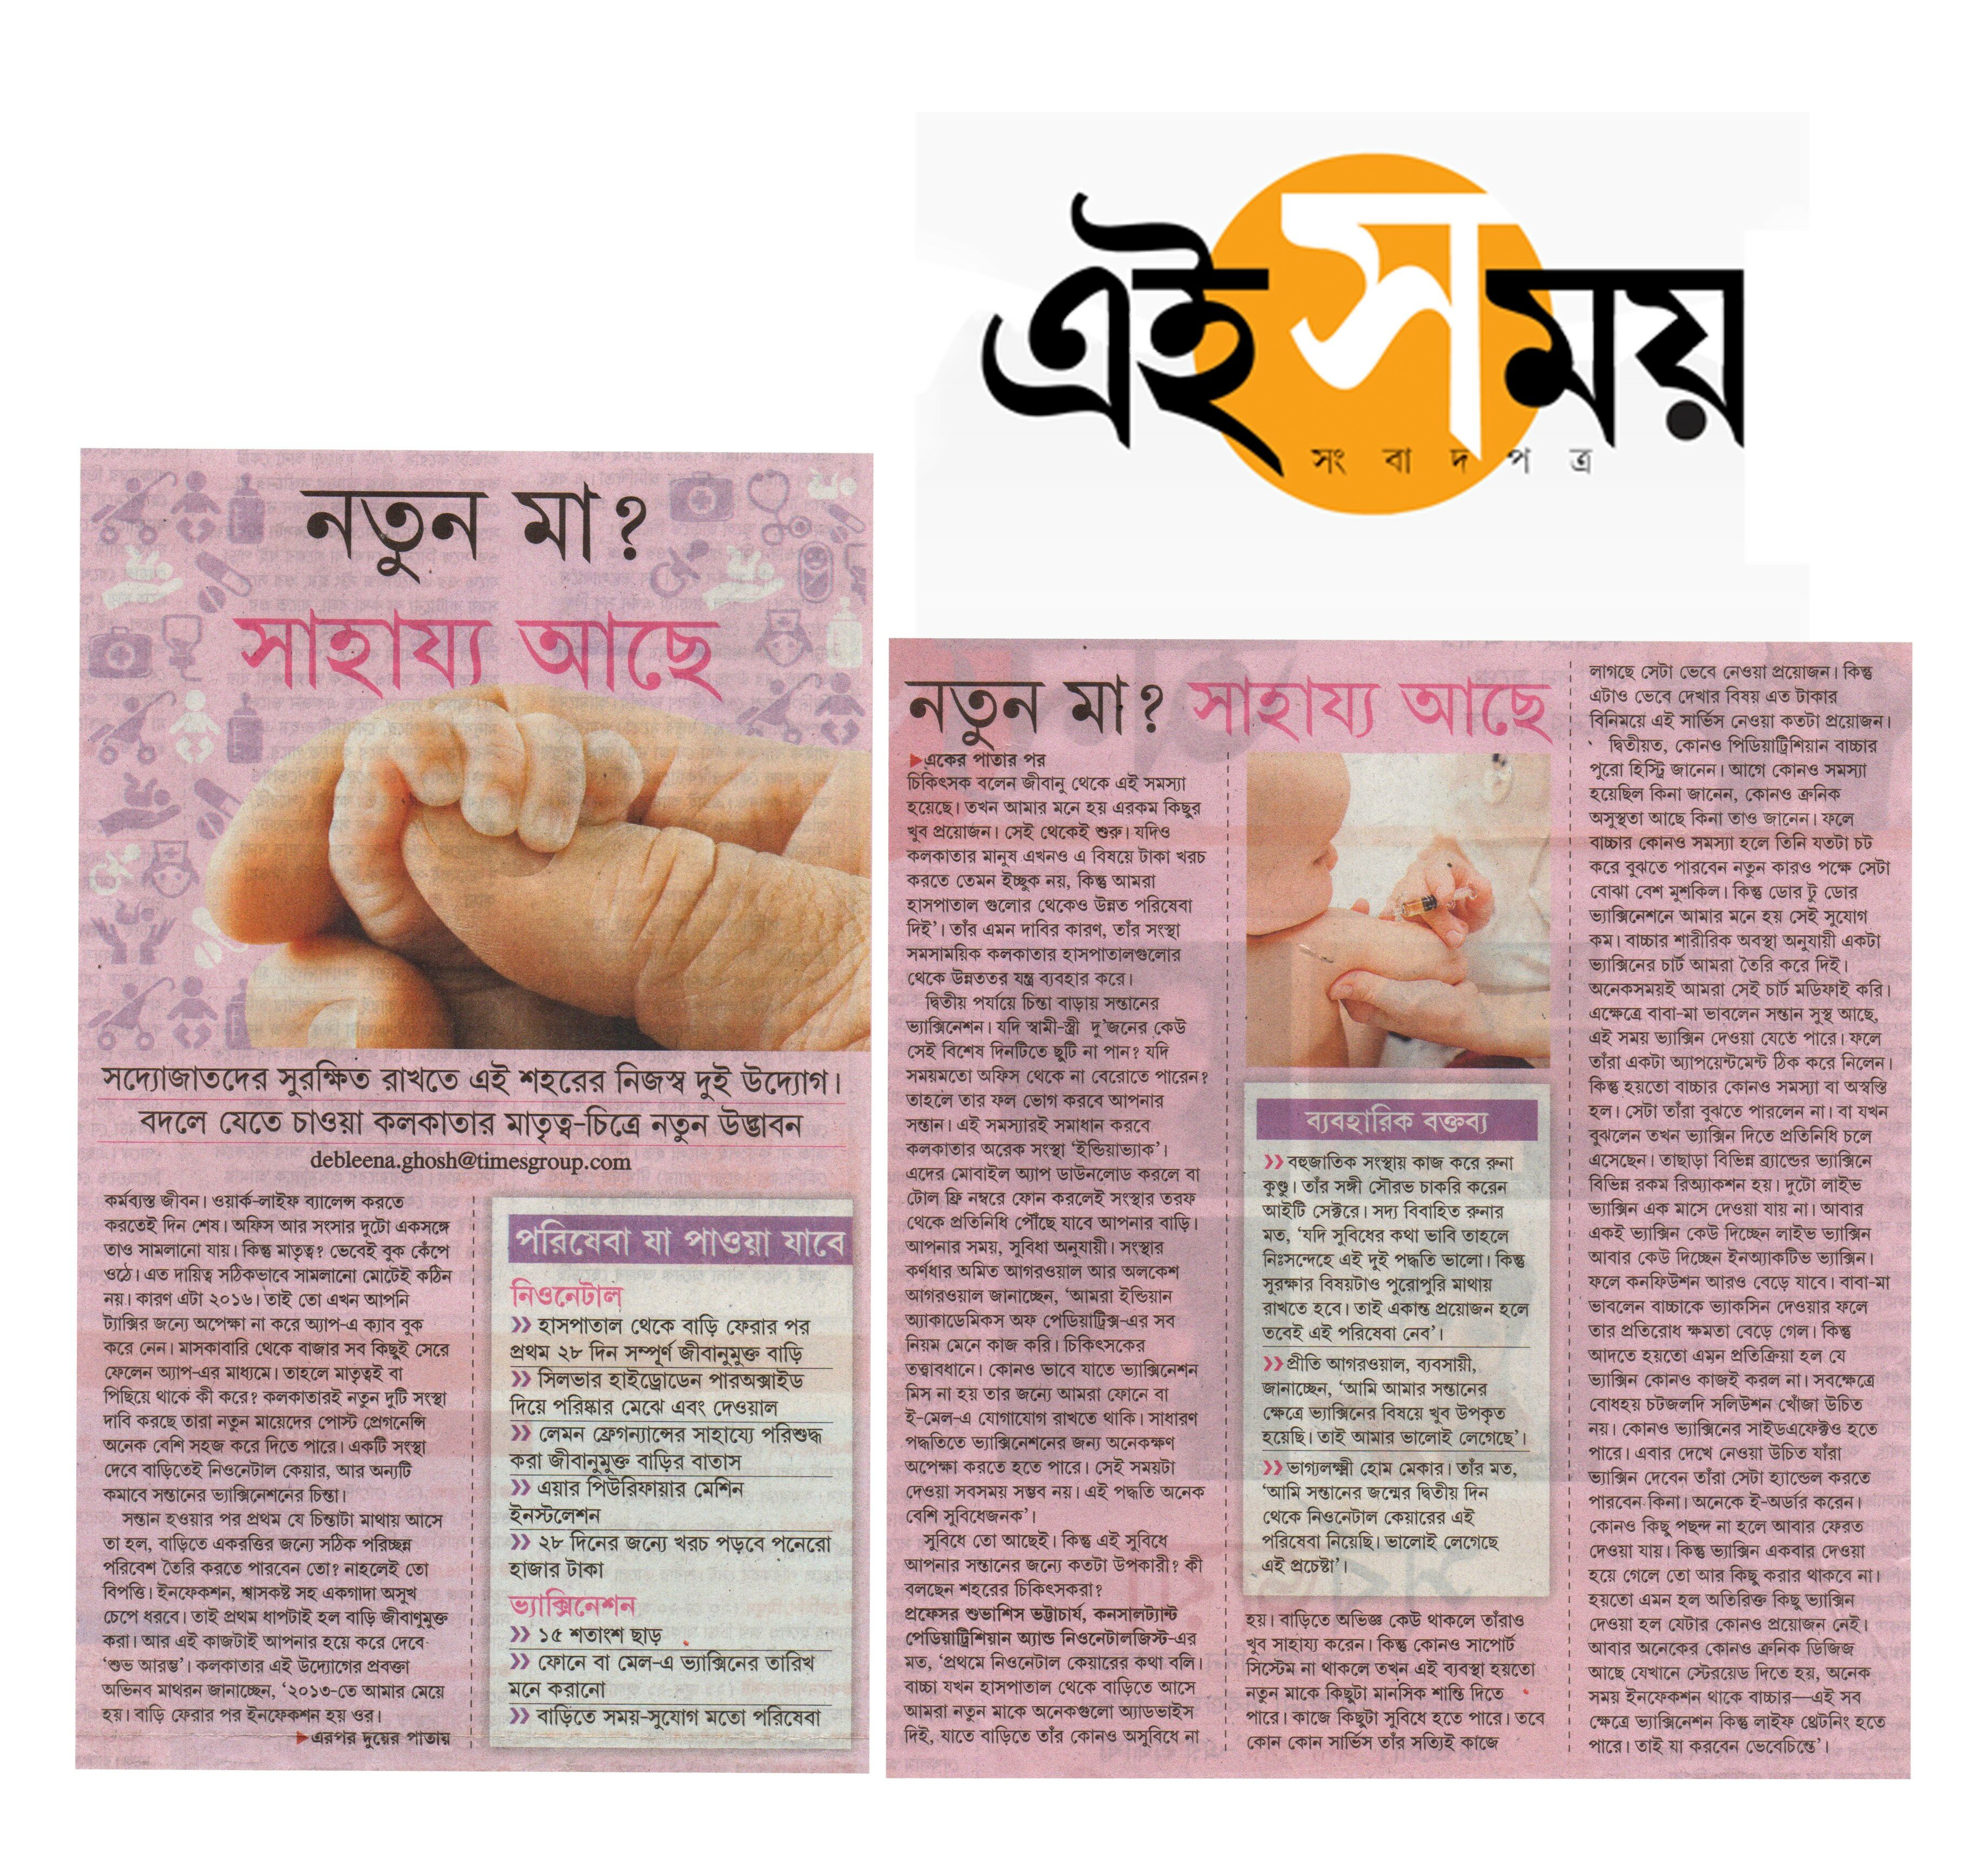 এই সময়
সংবাদপত্র
নতুন মা?
সাহায্য আছে
সদ্যোজাতদের সুরক্ষিত রাখতে এই শহরের নিজস্ব দুই উদ্যোগ।
বদলে যেতে চাওয়া কলকাতার মাতৃত্ব-চিত্রে নতুন উদ্ভাবন
debleena.ghosh@timesgroup.com
কর্মব্যস্ত জীবন। ওয়ার্ক-লাইফ ব্যালেন্স করতে
করতেই দিন শেষ। অফিস আর সংসার দুটো একসঙ্গে
তাও সামলানো যায়। কিন্তু মাতৃত্ব? ভেবেই বুক কেঁপে
ওঠে। এত দায়িত্ব সঠিকভাবে সামলানো মোটেই কঠিন
নয়। কারণ এটা ২০১৬। তাই তো এখন আপনি
ট্যাক্সির জন্যে অপেক্ষা না করে অ্যাপ-এ ক্যাব বুক
করে নেন। মাসকাবারি থেকে বাজার সব কিছুই সেরে
ফেলেন অ্যাপ-এর মাধ্যমে। তাহলে মাতৃত্বই বা
পিছিয়ে থাকে কী করে? কলকাতারই নতুন দুটি সংস্থা
দাবি করছে তারা নতুন মায়েদের পোস্ট প্রেগনেন্সি
অনেক বেশি সহজ করে দিতে পারে। একটি সংস্থা
দেবে বাড়িতেই নিওনেটাল কেয়ার, আর অন্যটি
কমাবে সন্তানের ভ্যাক্সিনেশনের চিন্তা।
সন্তান হওয়ার পর প্রথম যে চিন্তাটা মাথায় আসে
তা হল, বাড়িতে একরত্তির জন্যে সঠিক পরিচ্ছন্ন
পরিবেশ তৈরি করতে পারবেন তো? নাহলেই তো
বিপত্তি। ইনফেকশন, শ্বাসকষ্ট সহ একগাদা অসুখ
চেপে ধরবে। তাই প্রথম ধাপটাই হল বাড়ি জীবাণুমুক্ত
করা। আর এই কাজটাই আপনার হয়ে করে দেবে
'শুভ আরম্ভ'। কলকাতার এই উদ্যোগের প্রবক্তা
অভিনব মাথরন জানাচ্ছেন, '২০১৩-তে আমার মেয়ে
হয়। বাড়ি ফেরার পর ইনফেকশন হয় ওর।
▶এরপর দুয়ের পাতায়
পরিষেবা যা পাওয়া যাবে
নিওনেটাল
» হাসপাতাল থেকে বাড়ি ফেরার পর
প্রথম ২৮ দিন সম্পূর্ণ জীবানুমুক্ত বাড়ি
» সিলভার হাইড্রোডেন পারঅক্সাইড
দিয়ে পরিষ্কার মেঝে এবং দেওয়াল
» লেমন ফ্রেগন্যান্সের সাহায্যে পরিশুদ্ধ
করা জীবানুমুক্ত বাড়ির বাতাস
» এয়ার পিউরিফায়ার মেশিন
ইনস্টলেশন
» ২৮ দিনের জন্যে খরচ পড়বে পনেরো
হাজার টাকা
ভ্যাক্সিনেশন
» ১৫ শতাংশ ছাড়
» ফোনে বা মেল-এ ভ্যাক্সিনের তারিখ
মনে করানো
» বাড়িতে সময়-সুযোগ মতো পরিষেবা
নতুন মা? সাহায্য আছে
▶একের পাতার পর
চিকিৎসক বলেন জীবানু থেকে এই সমস্যা
হয়েছে। তখন আমার মনে হয় এরকম কিছুর
খুব প্রয়োজন। সেই থেকেই শুরু। যদিও
কলকাতার মানুষ এখনও এ বিষয়ে টাকা খরচ
করতে তেমন ইচ্ছুক নয়, কিন্তু আমরা
হাসপাতাল গুলোর থেকেও উন্নত পরিষেবা
দিই'। তাঁর এমন দাবির কারণ, তাঁর সংস্থা
সমসাময়িক কলকাতার হাসপাতালগুলোর
থেকে উন্নততর যন্ত্র ব্যবহার করে।
দ্বিতীয় পর্যায়ে চিন্তা বাড়ায় সন্তানের
ভ্যাক্সিনেশন। যদি স্বামী-স্ত্রী দু'জনের কেউ
সেই বিশেষ দিনটিতে ছুটি না পান? যদি
সময়মতো অফিস থেকে না বেরোতে পারেন?
তাহলে তার ফল ভোগ করবে আপনার
সন্তান। এই সমস্যারই সমাধান করবে
কলকাতার অরেক সংস্থা 'ইন্ডিয়াভ্যাক'।
এদের মোবাইল অ্যাপ ডাউনলোড করলে বা
টোল ফ্রি নম্বরে ফোন করলেই সংস্থার তরফ
থেকে প্রতিনিধি পৌঁছে যাবে আপনার বাড়ি।
আপনার সময়, সুবিধা অনুযায়ী। সংস্থার
কর্ণধার অমিত আগরওয়াল আর অলকেশ
আগরওয়াল জানাচ্ছেন, 'আমরা ইন্ডিয়ান
অ্যাকাডেমিকস অফ পেডিয়াট্রিক্স-এর সব
নিয়ম মেনে কাজ করি। চিকিৎসকের
তত্ত্বাবধানে। কোনও ভাবে যাতে ভ্যাক্সিনেশন
মিস না হয় তার জন্যে আমরা ফোনে বা
ই-মেল-এ যোগাযোগ রাখতে থাকি। সাধারণ
পদ্ধতিতে ভ্যাক্সিনেশনের জন্য অনেকক্ষণ
অপেক্ষা করতে হতে পারে। সেই সময়টা
দেওয়া সবসময় সম্ভব নয়। এই পদ্ধতি অনেক
বেশি সুবিধেজনক'।
সুবিধে তো আছেই। কিন্তু এই সুবিধে
আপনার সন্তানের জন্যে কতটা উপকারী? কী
বলছেন শহরের চিকিৎসকরা?
প্রফেসর শুভাশিস ভট্টাচার্য, কনসালট্যান্ট
পেডিয়াট্রিশিয়ান অ্যান্ড নিওনেটালজিস্ট-এর
মত, 'প্রথমে নিওনেটাল কেয়ারের কথা বলি।
বাচ্চা যখন হাসপাতাল থেকে বাড়িতে আসে
আমরা নতুন মাকে অনেকগুলো অ্যাডভাইস
দিই, যাতে বাড়িতে তাঁর কোনও অসুবিধে না
ব্যবহারিক বক্তব্য
» বহুজাতিক সংস্থায় কাজ করে রুনা
কুণ্ডু। তাঁর সঙ্গী সৌরভ চাকরি করেন
আইটি সেক্টরে। সদ্য বিবাহিত রুনার
মত, 'যদি সুবিধের কথা ভাবি তাহলে
নিঃসন্দেহে এই দুই পদ্ধতি ভালো। কিন্তু
সুরক্ষার বিষয়টাও পুরোপুরি মাথায়
রাখতে হবে। তাই একান্ত প্রয়োজন হলে
তবেই এই পরিষেবা নেব'।
» প্রীতি আগরওয়াল, ব্যবসায়ী,
জানাচ্ছেন, 'আমি আমার সন্তানের
ক্ষেত্রে ভ্যাক্সিনের বিষয়ে খুব উপকৃত
হয়েছি। তাই আমার ভালোই লেগেছে'।
» ভাগ্যলক্ষ্মী হোম মেকার। তাঁর মত,
'আমি সন্তানের জন্মের দ্বিতীয় দিন
থেকে নিওনেটাল কেয়ারের এই
পরিষেবা নিয়েছি। ভালোই লেগেছে
এই প্রচেষ্টা'।
হয়। বাড়িতে অভিজ্ঞ কেউ থাকলে তাঁরাও
খুব সাহায্য করেন। কিন্তু কোনও সাপোর্ট
সিস্টেম না থাকলে তখন এই ব্যবস্থা হয়তো
নতুন মাকে কিছুটা মানসিক শান্তি দিতে
পারে। কাজে কিছুটা সুবিধে হতে পারে। তবে
কোন কোন সার্ভিস তাঁর সত্যিই কাজে
লাগছে সেটা ভেবে নেওয়া প্রয়োজন। কিন্তু
এটাও ভেবে দেখার বিষয় এত টাকার
বিনিময়ে এই সার্ভিস নেওয়া কতটা প্রয়োজন।
দ্বিতীয়ত, কোনও পিডিয়াট্রিশিয়ান বাচ্চার
পুরো হিস্ট্রি জানেন। আগে কোনও সমস্যা
হয়েছিল কিনা জানেন, কোনও ক্রনিক
অসুস্থতা আছে কিনা তাও জানেন। ফলে
বাচ্চার কোনও সমস্যা হলে তিনি যতটা চট
করে বুঝতে পারবেন নতুন কারও পক্ষে সেটা
বোঝা বেশ মুশকিল। কিন্তু ডোর টু ডোর
ভ্যাক্সিনেশনে আমার মনে হয় সেই সুযোগ
কম। বাচ্চার শারীরিক অবস্থা অনুযায়ী একটা
ভ্যাক্সিনের চার্ট আমরা তৈরি করে দিই।
অনেকসময়ই আমরা সেই চার্ট মডিফাই করি।
এক্ষেত্রে বাবা-মা ভাবলেন সন্তান সুস্থ আছে,
এই সময় ভ্যাক্সিন দেওয়া যেতে পারে। ফলে
তাঁরা একটা অ্যাপয়েন্টমেন্ট ঠিক করে নিলেন।
কিন্তু হয়তো বাচ্চার কোনও সমস্যা বা অস্বস্তি
হল। সেটা তাঁরা বুঝতে পারলেন না। বা যখন
বুঝলেন তখন ভ্যাক্সিন দিতে প্রতিনিধি চলে
এসেছেন। তাছাড়া বিভিন্ন ব্র্যান্ডের ভ্যাক্সিনে
বিভিন্ন রকম রিঅ্যাকশন হয়। দুটো লাইভ
ভ্যাক্সিন এক মাসে দেওয়া যায় না। আবার
একই ভ্যাক্সিন কেউ দিচ্ছেন লাইভ ভ্যাক্সিন
আবার কেউ দিচ্ছেন ইনঅ্যাকটিভ ভ্যাক্সিন।
ফলে কনফিউশন আরও বেড়ে যাবে। বাবা-মা
ভাবলেন বাচ্চাকে ভ্যাকসিন দেওয়ার ফলে
তার প্রতিরোধ ক্ষমতা বেড়ে গেল। কিন্তু
আদতে হয়তো এমন প্রতিক্রিয়া হল যে
ভ্যাক্সিন কোনও কাজই করল না। সবক্ষেত্রে
বোধহয় চটজলদি সলিউশন খোঁজা উচিত
নয়। কোনও ভ্যাক্সিনের সাইডএফেক্টও হতে
পারে। এবার দেখে নেওয়া উচিত যাঁরা
ভ্যাক্সিন দেবেন তাঁরা সেটা হ্যান্ডেল করতে
পারবেন কিনা। অনেকে ই-অর্ডার করেন।
কোনও কিছু পছন্দ না হলে আবার ফেরত
দেওয়া যায়। কিন্তু ভ্যাক্সিন একবার দেওয়া
হয়ে গেলে তো আর কিছু করার থাকবে না।
হয়তো এমন হল অতিরিক্ত কিছু ভ্যাক্সিন
দেওয়া হল যেটার কোনও প্রয়োজন নেই।
আবার অনেকের কোনও ক্রনিক ডিজিজ
আছে যেখানে স্টেরয়েড দিতে হয়, অনেক
সময় ইনফেকশন থাকে বাচ্চার—এই সব
ক্ষেত্রে ভ্যাক্সিনেশন কিন্তু লাইফ থ্রেটনিং হতে
পারে। তাই যা করবেন ভেবেচিন্তে'।